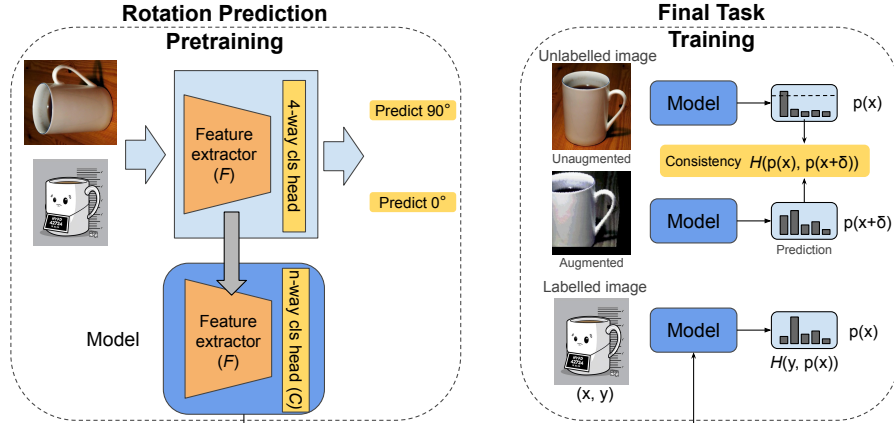 Rotation Prediction
Pretraining
Feature
extractor
(F)
4-way cls head
Predict 90°
Predict 0°
Model
Feature
extractor
(F)
n-way cls head (C)
Final Task
Training
Unlabelled image
Unaugmented
Model
p(x)
Consistency H(p(x), p(x+δ))
Augmented
Model
p(x+δ)
Prediction
Labelled image
(x, y)
Model
p(x)
H(y, p(x))